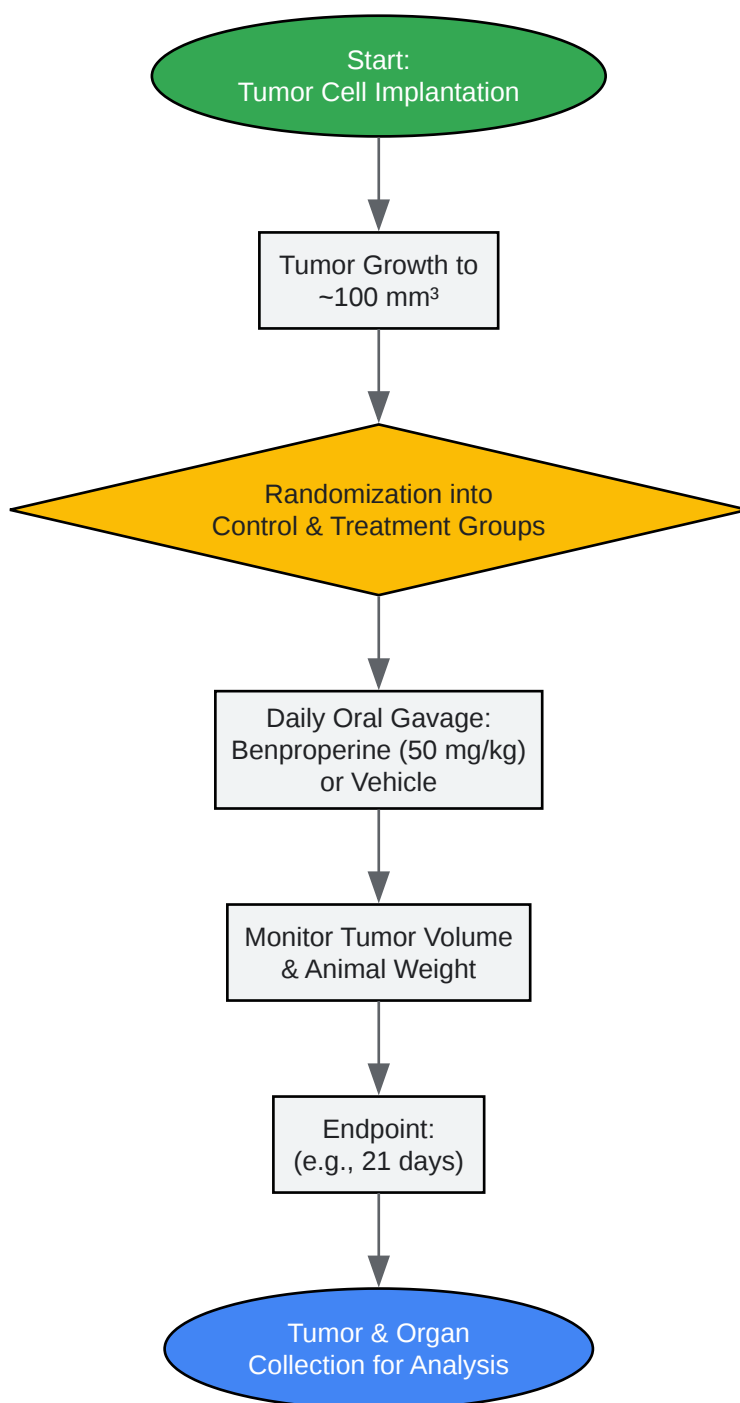 Start:
Tumor Cell Implantation
Tumor Growth to
~100 mm³
Randomization into
Control & Treatment Groups
Daily Oral Gavage:
Benproperine (50 mg/kg)
or Vehicle
Monitor Tumor Volume
& Animal Weight
Endpoint:
(e.g., 21 days)
Tumor & Organ
Collection for Analysis